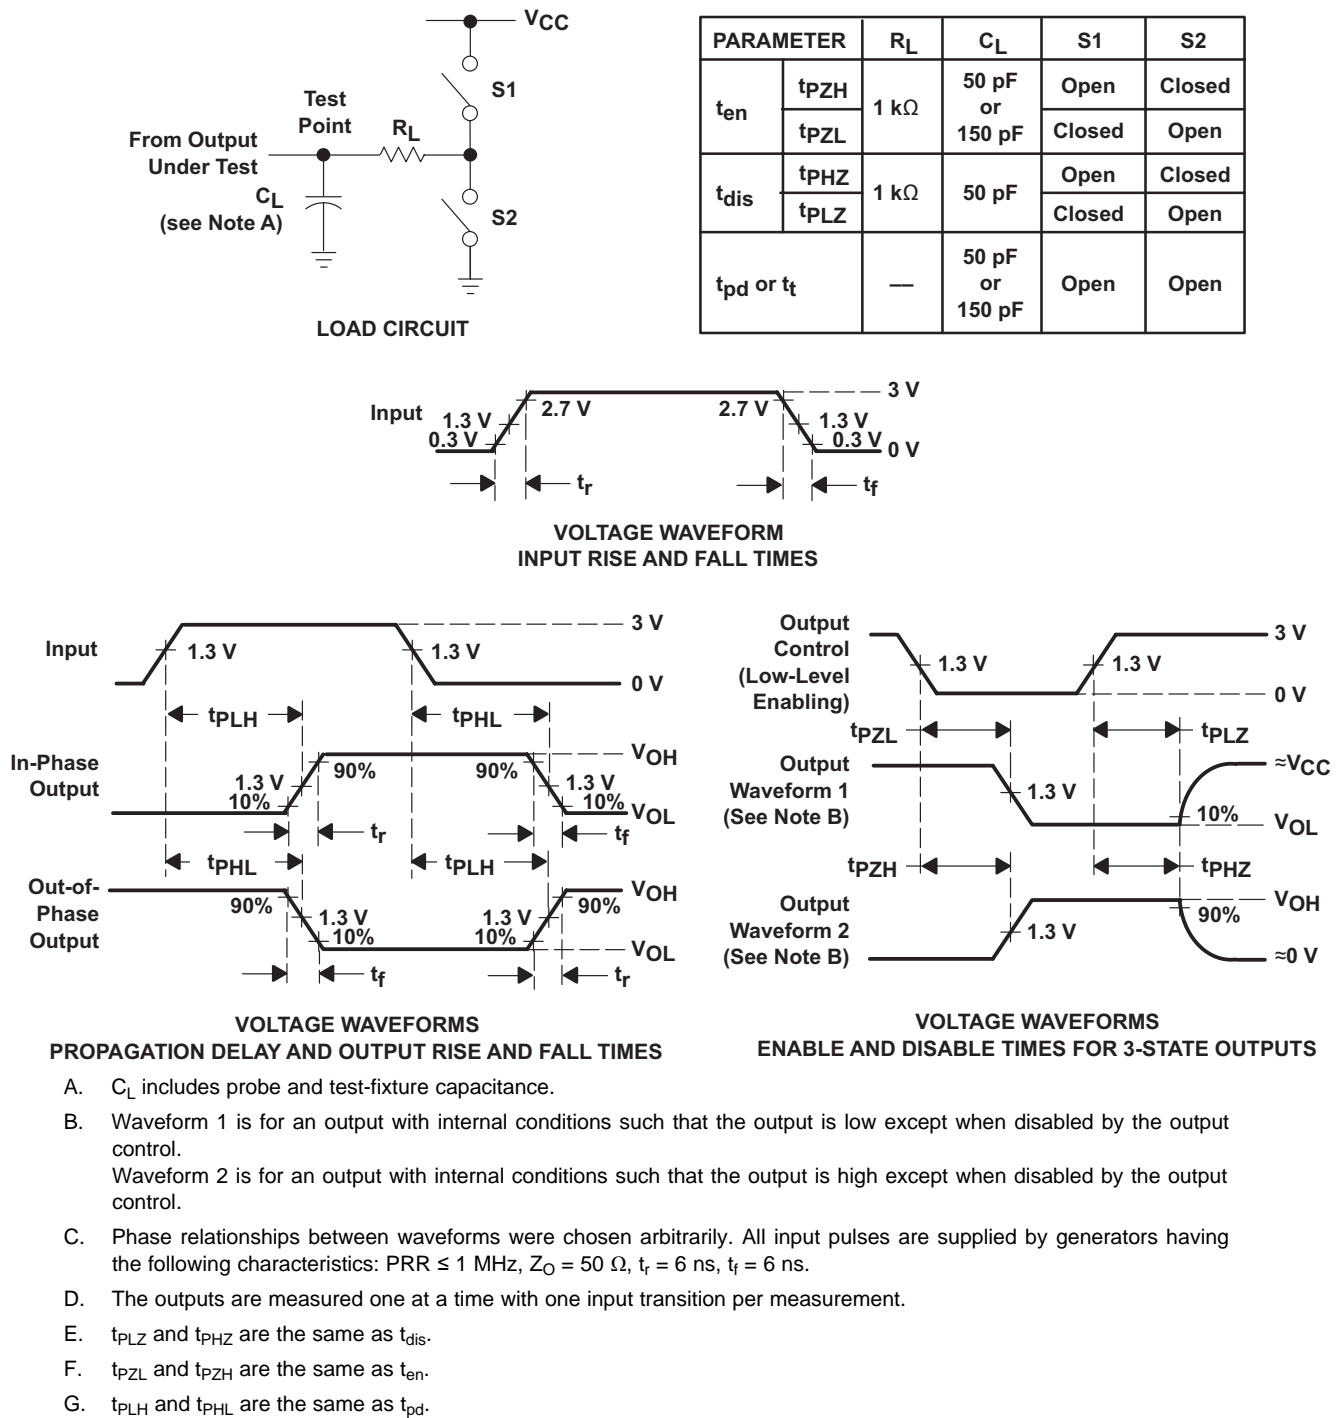 VCC
S1
Test
Point
RL
From Output
Under Test
CL
(see Note A)
S2
LOAD CIRCUIT
PARAMETER RL CL S1 S2
ten tPZH 1 kΩ 50 pF or 150 pF Open Closed
tPZL Closed Open
tdis tPHZ 1 kΩ 50 pF Open Closed
tPLZ Closed Open
tpd or tt — 50 pF or 150 pF Open Open
Input 1.3 V 0.3 V 2.7 V 2.7 V 1.3 V 0.3 V 3 V 0 V
tr tf
VOLTAGE WAVEFORM
INPUT RISE AND FALL TIMES
Input 1.3 V 1.3 V 3 V 0 V
tPLH tPHL
In-Phase
Output
1.3 V 10% 90% 90% 1.3 V 10% VOH VOL
tr tf
tPHL tPLH
Out-of-
Phase
Output
90% 1.3 V 10% 1.3 V 10% 90% VOH VOL
tf tr
VOLTAGE WAVEFORMS
PROPAGATION DELAY AND OUTPUT RISE AND FALL TIMES
Output
Control
(Low-Level
Enabling)
1.3 V 1.3 V 3 V 0 V
tPZL tPLZ
Output
Waveform 1
(See Note B)
1.3 V 10% ≈VCC VOL
tPZH tPHZ
Output
Waveform 2
(See Note B)
1.3 V 90% VOH ≈0 V
VOLTAGE WAVEFORMS
ENABLE AND DISABLE TIMES FOR 3-STATE OUTPUTS
A. CL includes probe and test-fixture capacitance.
B. Waveform 1 is for an output with internal conditions such that the output is low except when disabled by the output
control.
Waveform 2 is for an output with internal conditions such that the output is high except when disabled by the output
control.
C. Phase relationships between waveforms were chosen arbitrarily. All input pulses are supplied by generators having
the following characteristics: PRR ≤ 1 MHz, ZO = 50 Ω, tr = 6 ns, tf = 6 ns.
D. The outputs are measured one at a time with one input transition per measurement.
E. tPLZ and tPHZ are the same as tdis.
F. tPZL and tPZH are the same as ten.
G. tPLH and tPHL are the same as tpd.